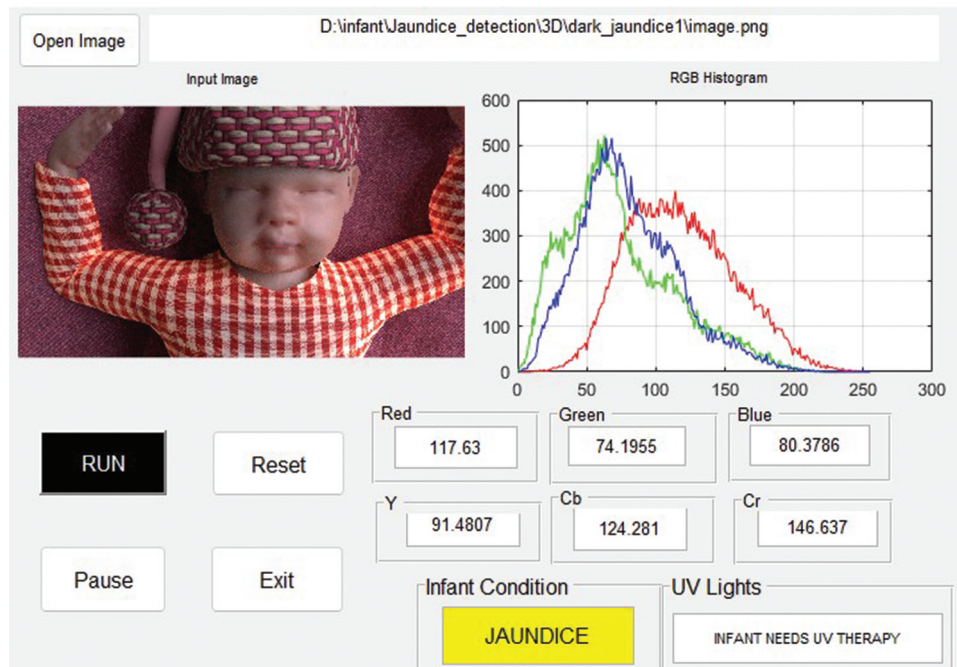 Open Image
D:\infant\Jaundice_detection\3D\dark_jaundice1\image.png
Input Image
RGB Histogram
600
500
400
300
200
100
0
0 50 100 150 200 250 300
Red
Green
Blue
117.63
74.1955
80.3786
RUN
Reset
Y
Cb
Cr
91.4807
124.281
146.637
Pause
Exit
Infant Condition
UV Lights
JAUNDICE
INFANT NEEDS UV THERAPY